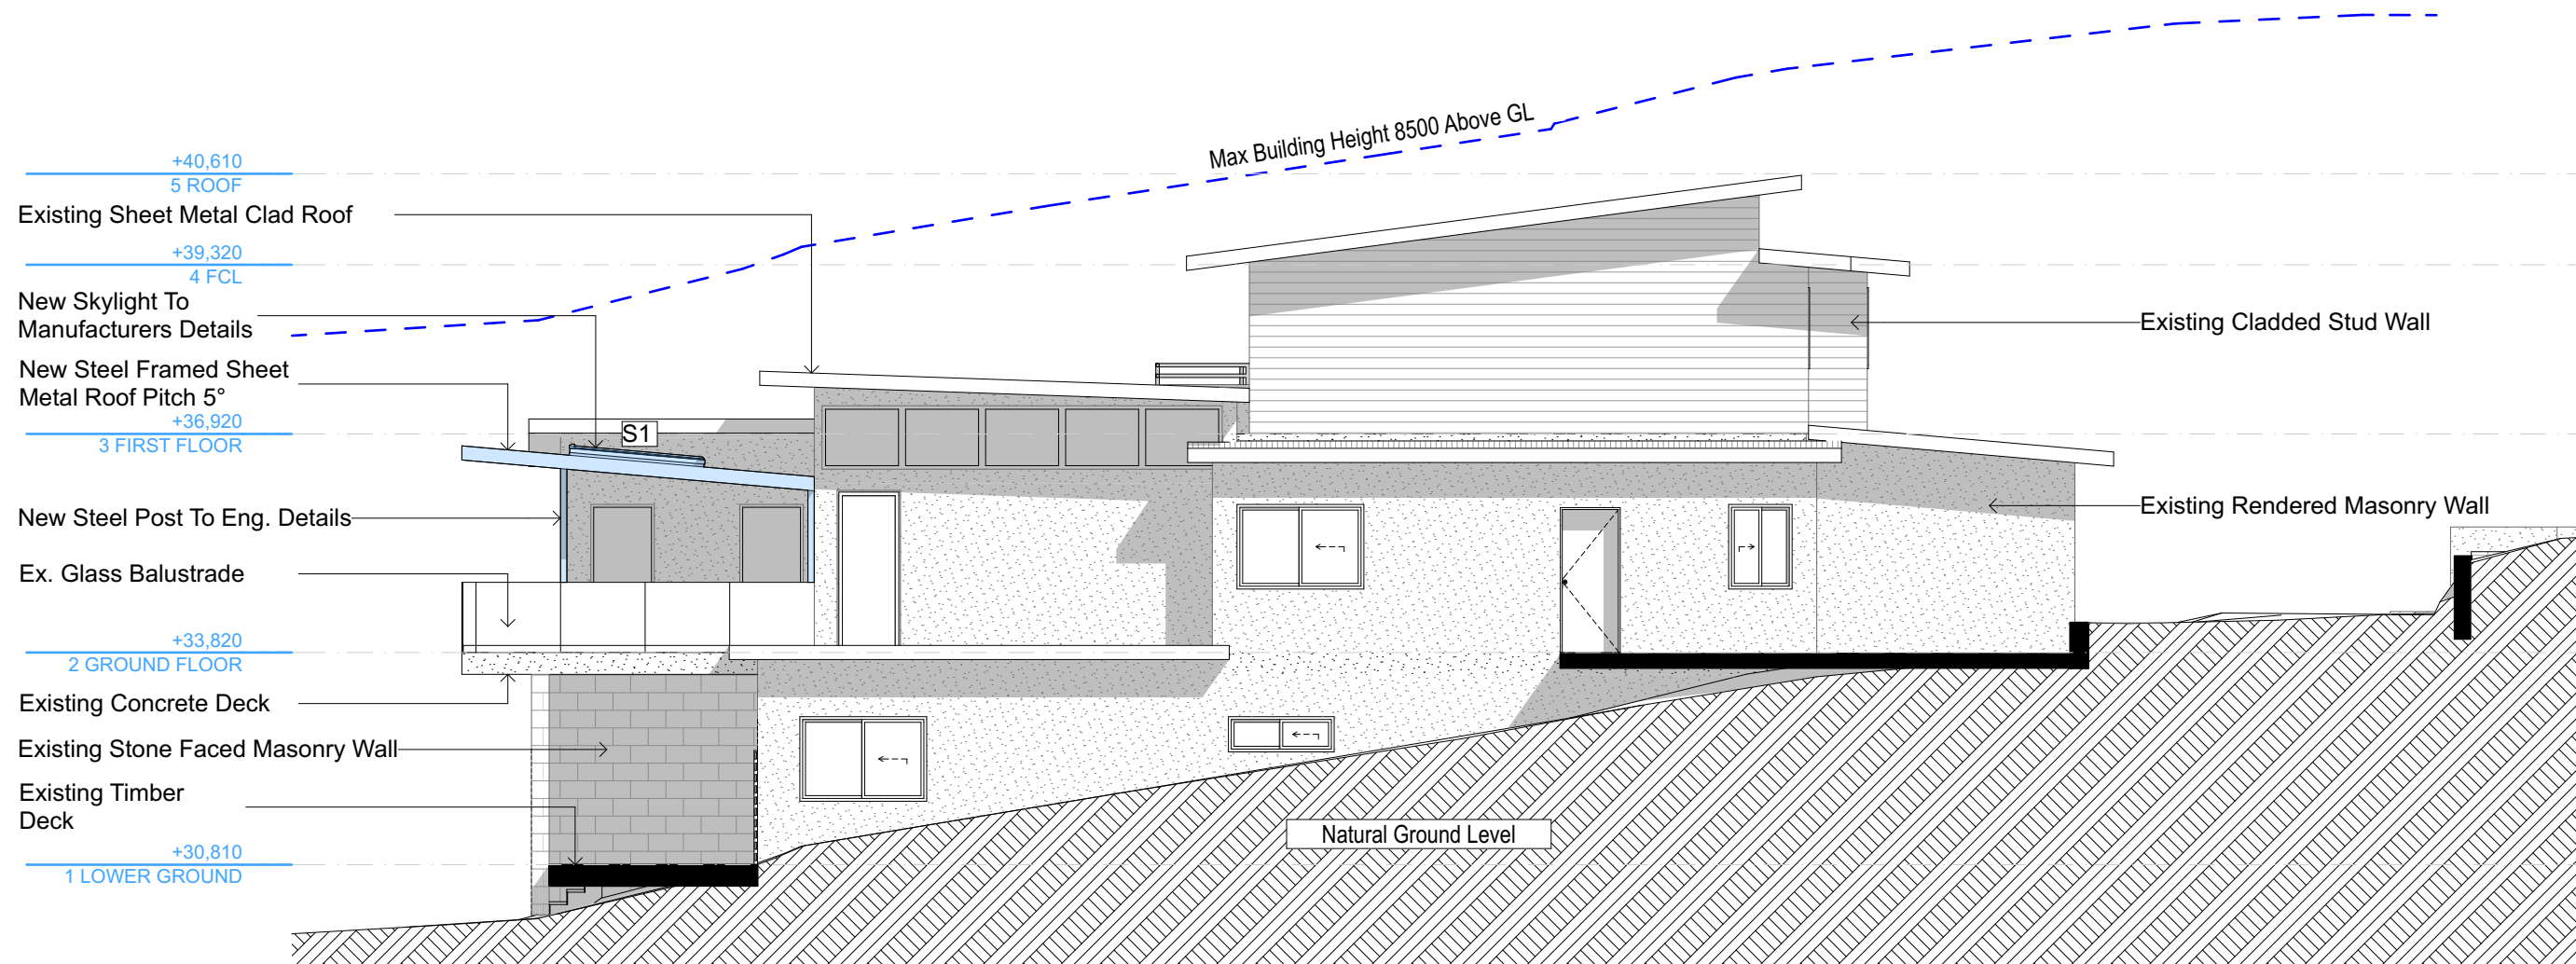 Max Building Height 8500 Above GL
+40,610
5 ROOF
Existing Sheet Metal Clad Roof
+39,320
4 FCL
New Skylight To
Manufacturers Details
Existing Cladded Stud Wall
New Steel Framed Sheet
Metal Roof Pitch 5°
+36,920
3 FIRST FLOOR
S1
New Steel Post To Eng. Details
Existing Rendered Masonry Wall
Ex. Glass Balustrade
+33,820
2 GROUND FLOOR
Existing Concrete Deck
Existing Stone Faced Masonry Wall
Existing Timber
Deck
Natural Ground Level
+30,810
1 LOWER GROUND